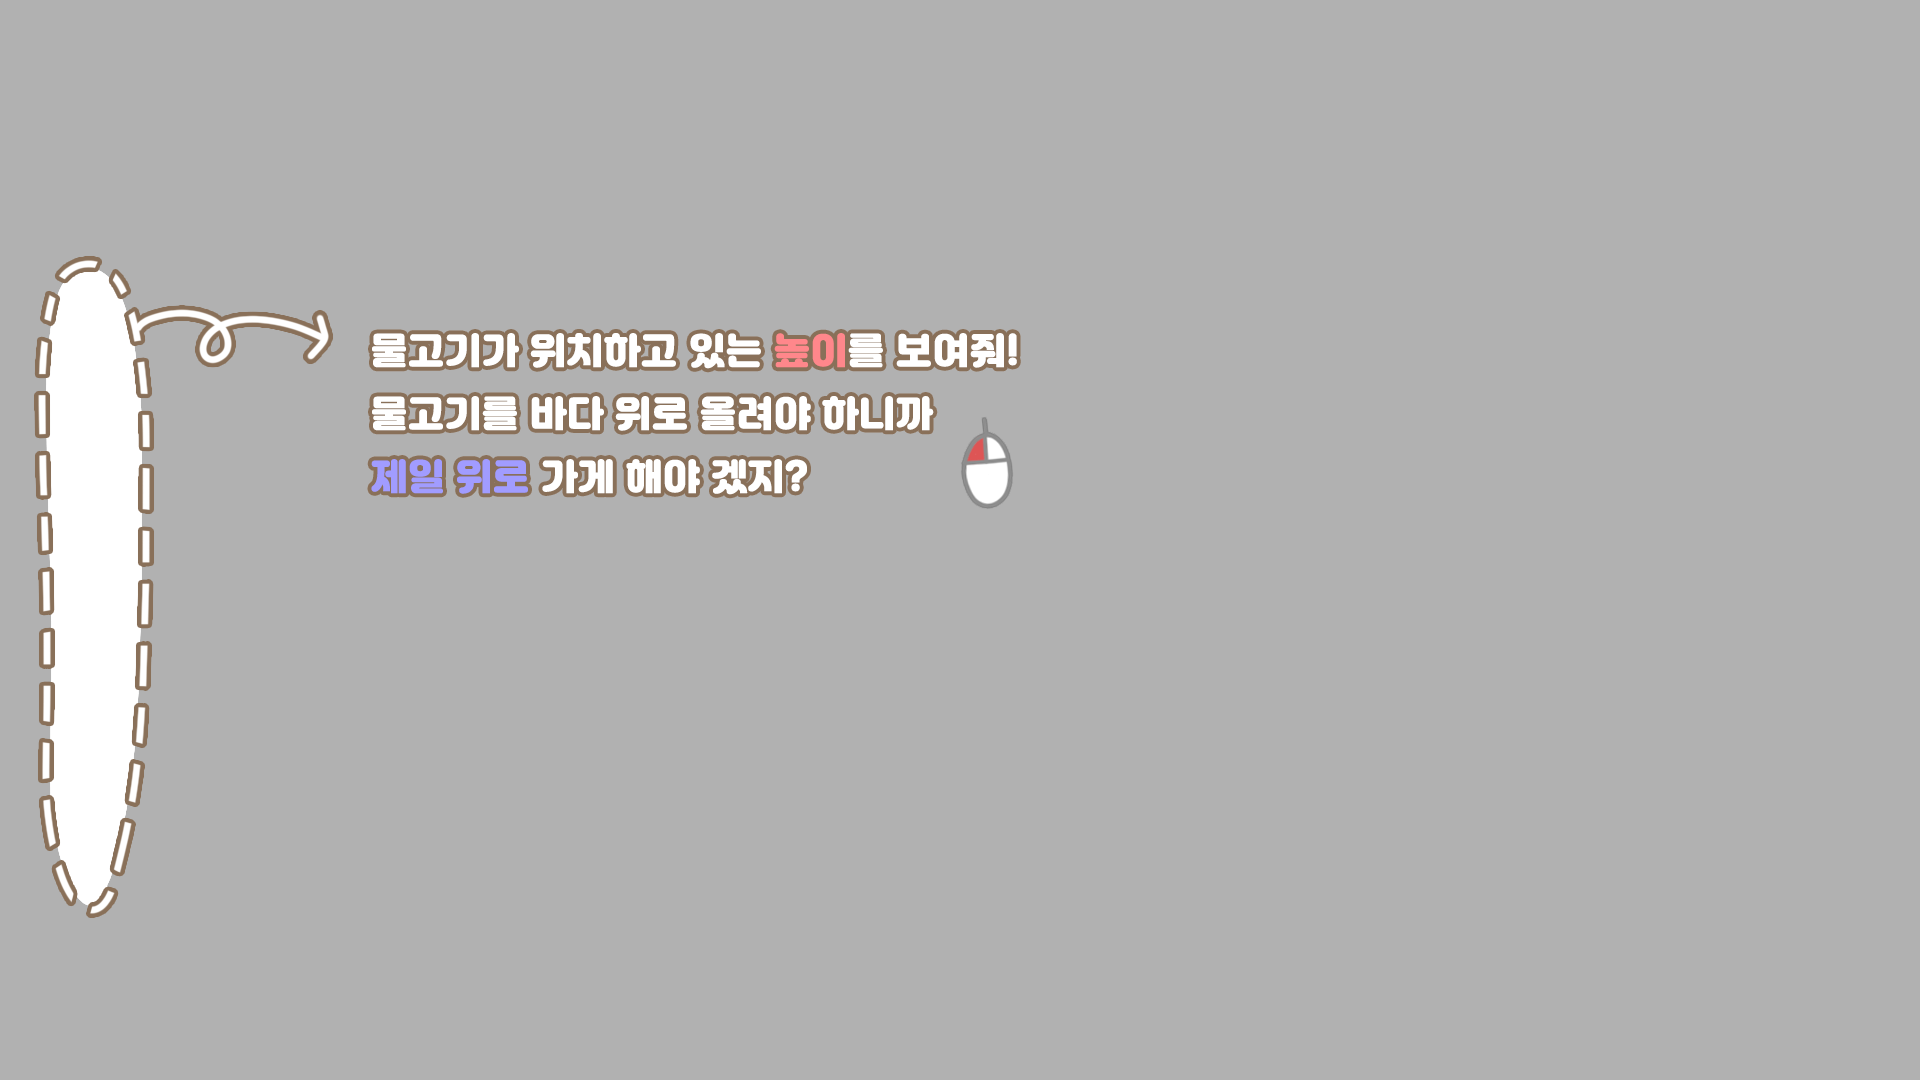 물고기가 위치하고 있는 높이를 보여줘!
물고기를 바다 위로 올려야 하니까
제일 위로 가게 해야 겠지?